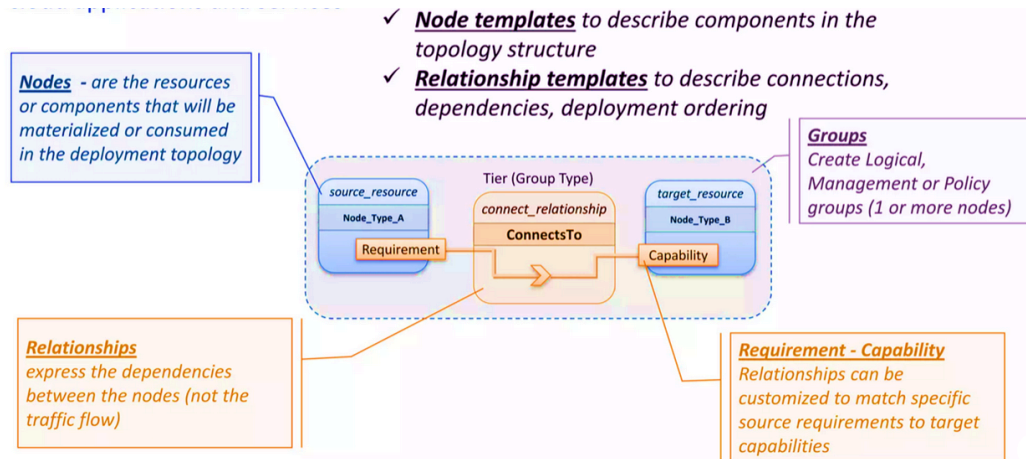 cloud applications and services
✓ Node templates to describe components in the
topology structure
✓ Relationship templates to describe connections,
dependencies, deployment ordering
Nodes - are the resources
or components that will be
materialized or consumed
in the deployment topology
Groups
Create Logical,
Management or Policy
groups (1 or more nodes)
Tier (Group Type)
source_resource
Node_Type_A
Requirement
connect_relationship
ConnectsTo
target_resource
Node_Type_B
Capability
Relationships
express the dependencies
between the nodes (not the
traffic flow)
Requirement - Capability
Relationships can be
customized to match specific
source requirements to target
capabilities